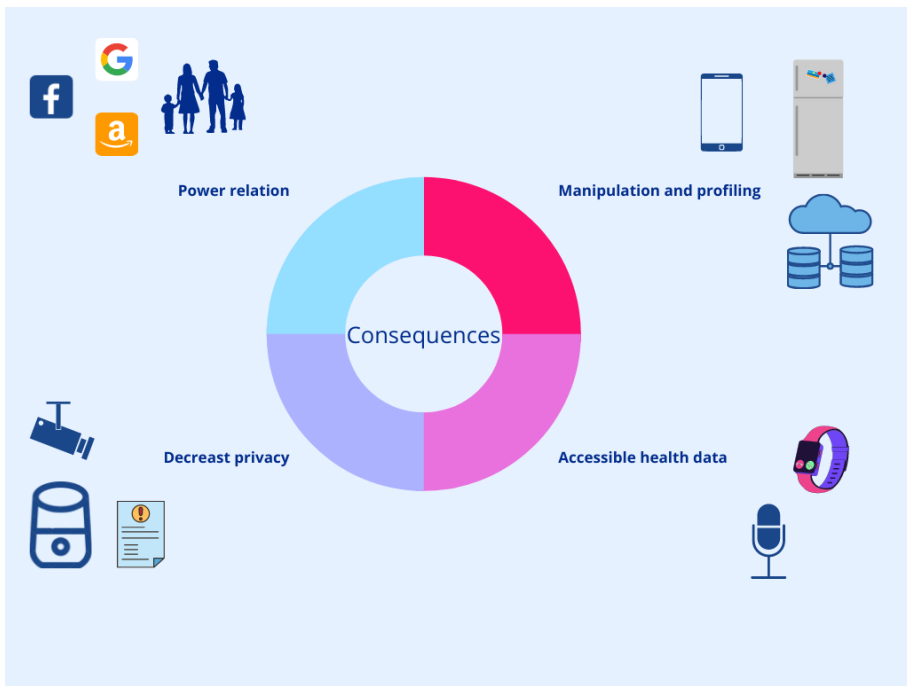 Power relation
Manipulation and profiling
Consequences
Decreast privacy
Accessible health data